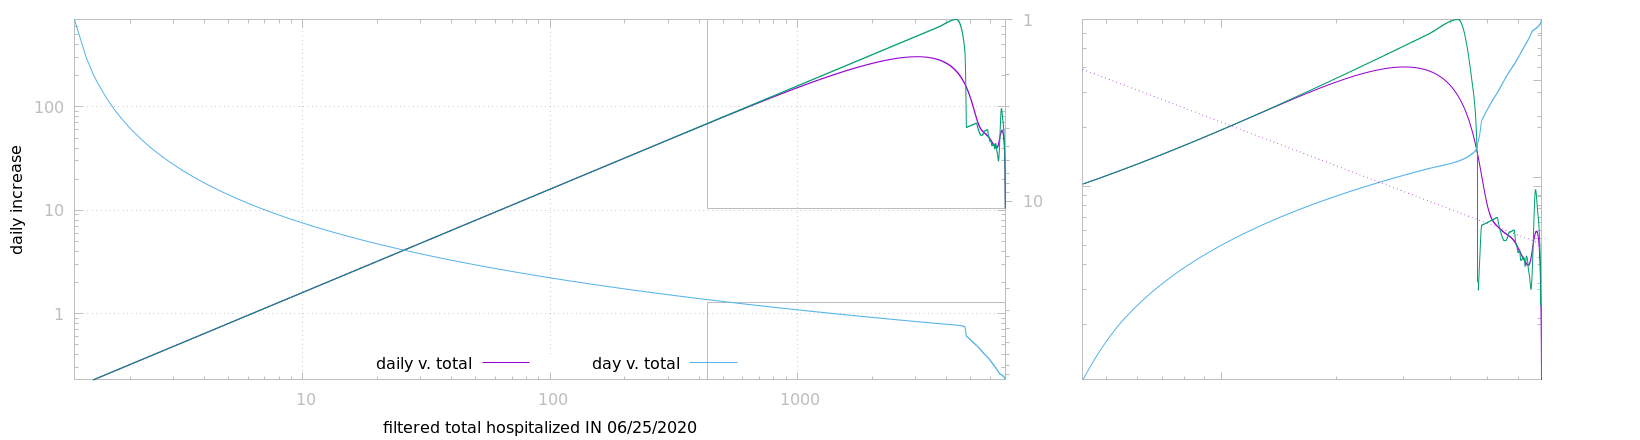 1
100
10
10
daily increase
1
daily v. total
day v. total
10
100
1000
filtered total hospitalized IN 06/25/2020